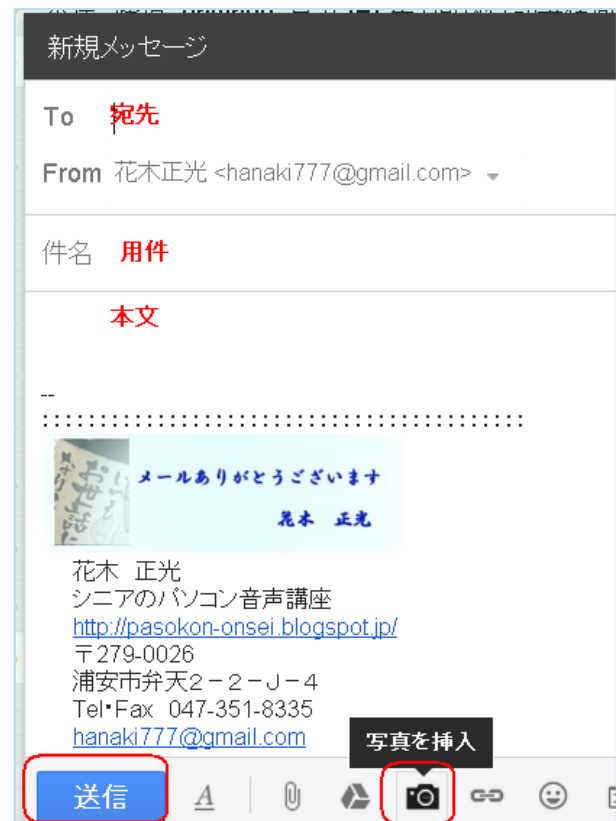 新規メッセージ
To 宛先
From 花木正光 <hanaki777@gmail.com>
件名 用件
本文
--
:::::::::::::::::::::::::::::::::::::::::
メールありがとうございます
花木 正光
花木 正光
シニアのパソコン音声講座
http://pasokon-onsei.blogspot.jp/
〒279-0026
浦安市弁天2-2-J-4
Tel・Fax 047-351-8335
hanaki777@gmail.com
写真を挿入
送信 A